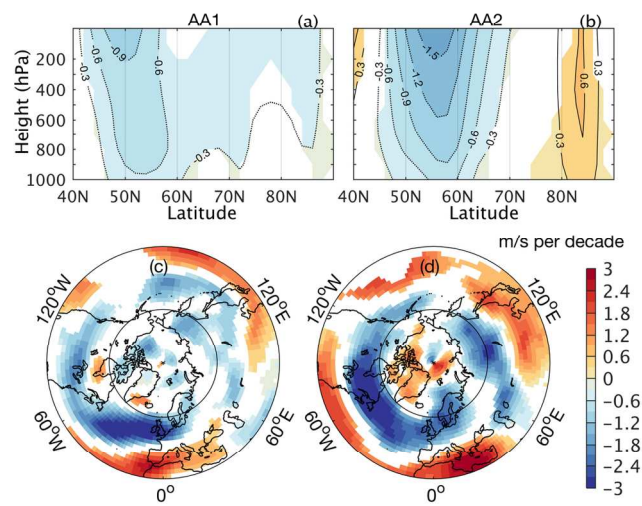 AA1 (a) AA2 (b)
Height (hPa)
0 200 400 600 800 1000
-0.3 -0.6 -0.9 -0.6 -0.3 -0.3
0.3 -0.3 -0.6 -0.9 -1.2 -1.5 -0.6 -0.3 0.3 0.6 0.3
40N 50N 60N 70N 80N 40N 50N 60N 70N 80N
Latitude Latitude
m/s per decade
(c) (d)
120°W 120°E 120°W 120°E
60°W 60°E 60°W 60°E
0° 0°
3
2.4
1.8
1.2
0.6
0
-0.6
-1.2
-1.8
-2.4
-3